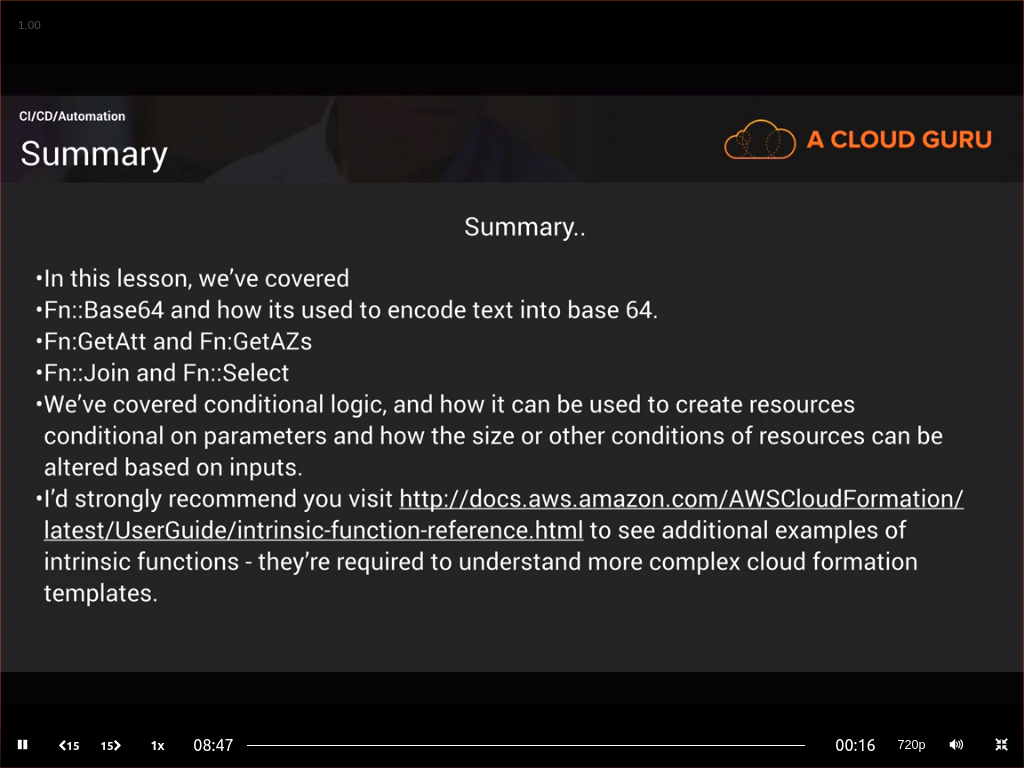 1.00
CI/CD/Automation
Summary
A CLOUD GURU
Summary..
•In this lesson, we’ve covered
•Fn::Base64 and how its used to encode text into base 64.
•Fn:GetAtt and Fn:GetAZs
•Fn::Join and Fn::Select
•We’ve covered conditional logic, and how it can be used to create resources
conditional on parameters and how the size or other conditions of resources can be
altered based on inputs.
•I’d strongly recommend you visit http://docs.aws.amazon.com/AWSCloudFormation/
latest/UserGuide/intrinsic-function-reference.html to see additional examples of
intrinsic functions - they’re required to understand more complex cloud formation
templates.
15 15 1x 08:47 00:16 720p